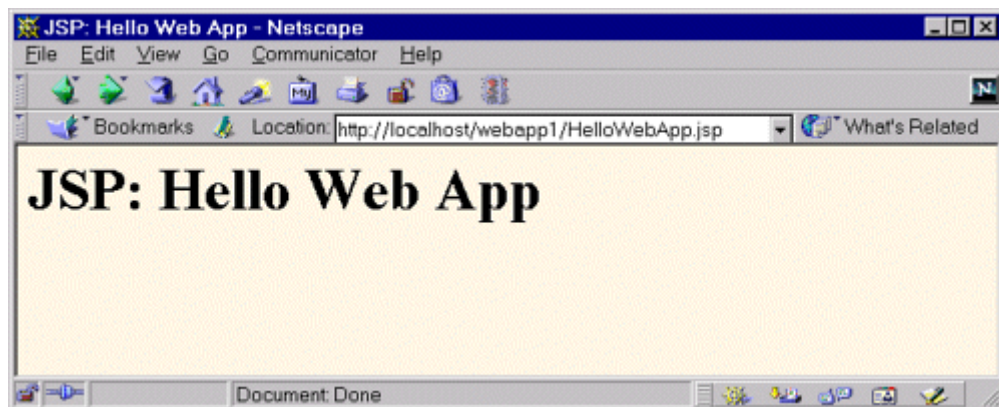 JSP: Hello Web App - Netscape
File Edit View Go Communicator Help
My
N
Bookmarks Location: http://localhost/webapp1/HelloWebApp.jsp What's Related
JSP: Hello Web App
Document: Done